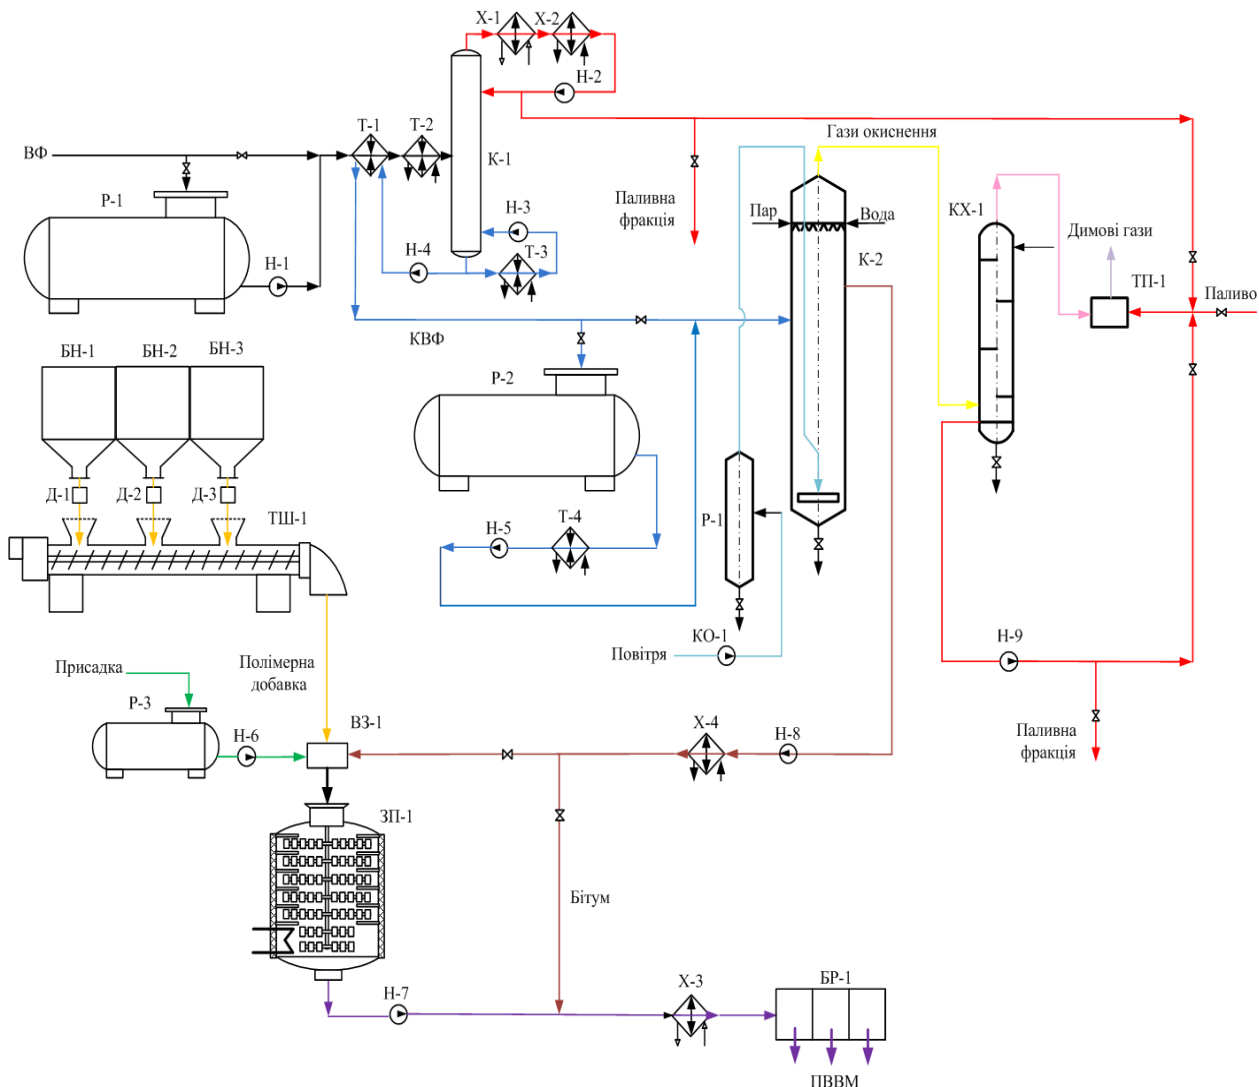 Х-1
Х-2
Н-2
Т-1
Т-2
ВФ
К-1
Гази окиснення
Р-1
Паливна
фракція
Пар
Вода
КХ-1
Н-3
Н-4
Т-3
К-2
Димові гази
Н-1
ТП-1
Паливо
КВФ
БН-1
БН-2
БН-3
Р-2
Д-1
Д-2
Д-3
ТШ-1
Н-5
Т-4
Р-1
КО-1
Повітря
Н-9
Присадка
Полімерна
добавка
Р-3
Н-6
ВЗ-1
Х-4
Н-8
Паливна
фракція
ЗП-1
Бітум
Н-7
Х-3
БР-1
ПВВМ